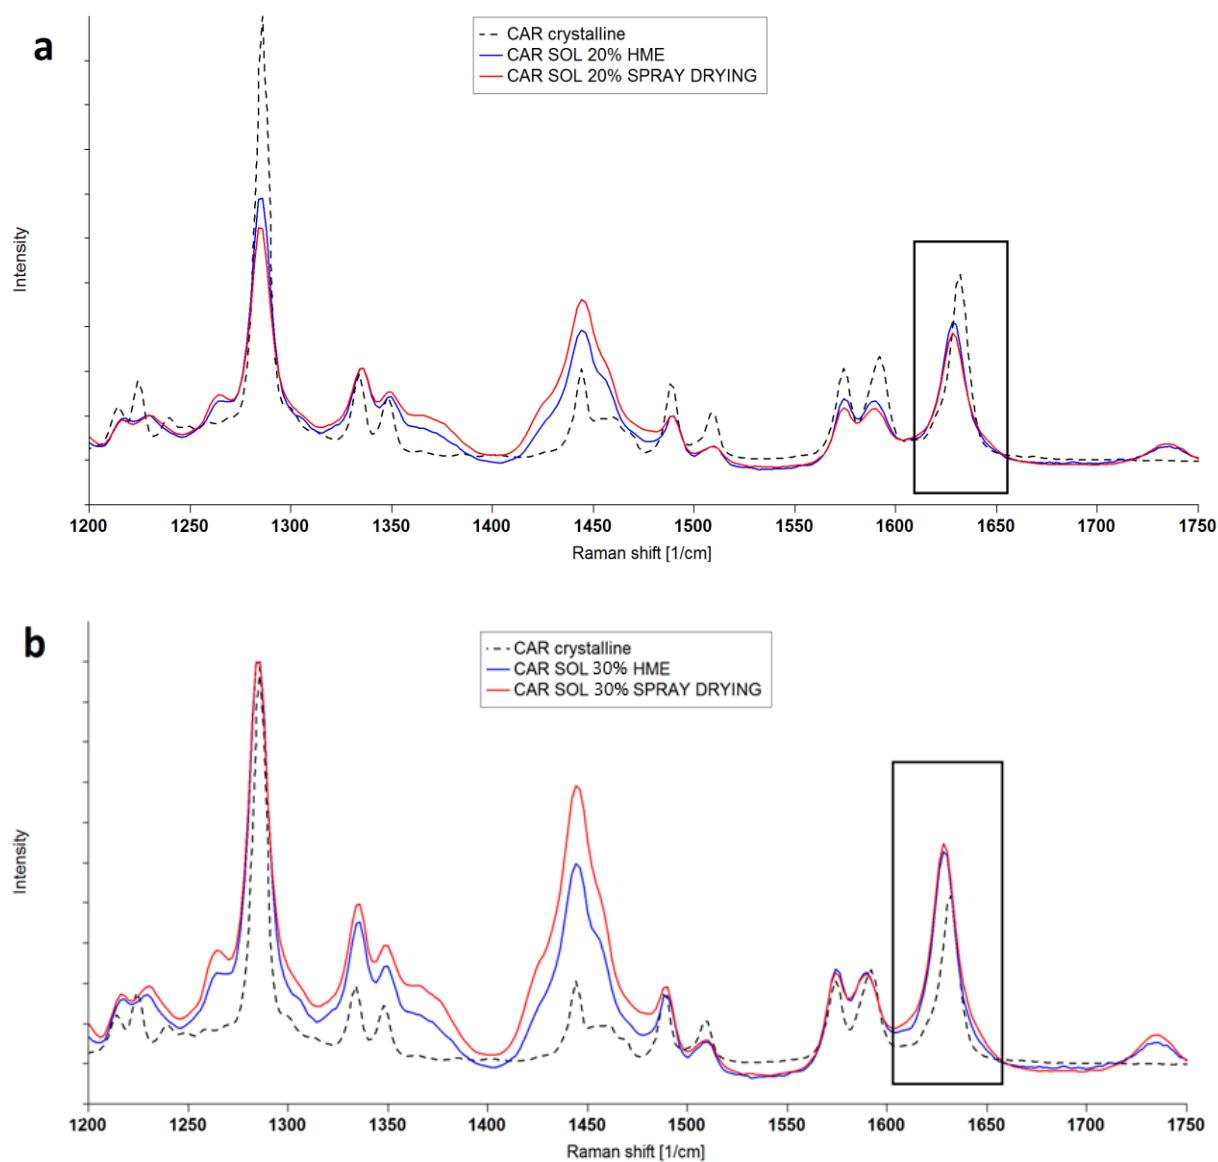 a
CAR crystalline
CAR SOL 20% HME
CAR SOL 20% SPRAY DRYING
Intensity
1200 1250 1300 1350 1400 1450 1500 1550 1600 1650 1700 1750
Raman shift [1/cm]
b
CAR crystalline
CAR SOL 30% HME
CAR SOL 30% SPRAY DRYING
Intensity
1200 1250 1300 1350 1400 1450 1500 1550 1600 1650 1700 1750
Raman shift [1/cm]